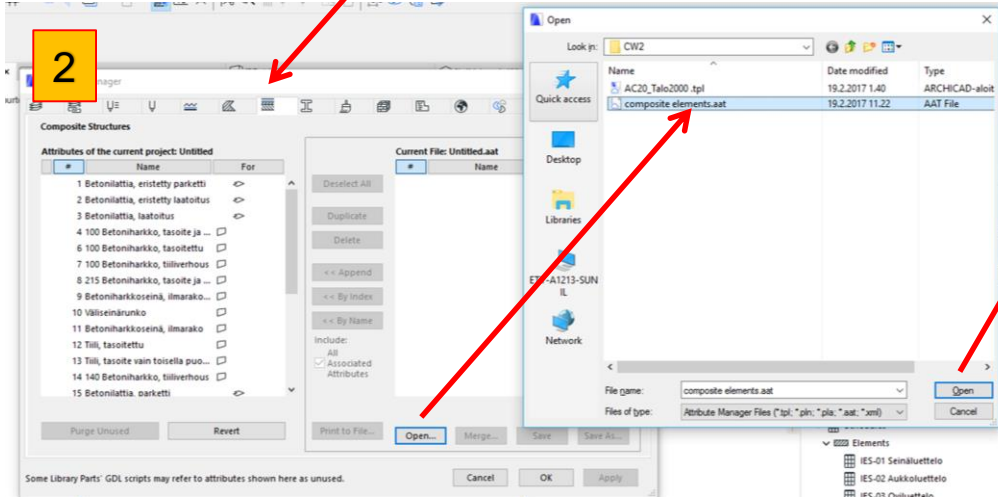 2
nager
Composite Structures
Attributes of the current project: Untitled
# Name For
1 Betonilattia, eristetty parketti
2 Betonilattia, eristetty laatoitus
3 Betonilattia, laatoitus
4 100 Betoniharkko, tasoite ja ...
6 100 Betoniharkko, tasoitettu
7 100 Betoniharkko, tiiliverhous
8 215 Betoniharkko, tasoite ja ...
9 Betoniharkkoseinä, ilmarako...
10 Väliseinärunko
11 Betoniharkkoseinä, ilmarako
12 Tiili, tasoitettu
13 Tiili, tasoite vain toisella puo...
14 140 Betoniharkko, tiiliverhous
15 Betonilattia, parketti
Purge Unused Revert
Deselect All
Duplicate
Delete
<< Append
<< By Index
<< By Name
Include:
All
Associated
Attributes
Print to File...
Current File: Untitled.aat
# Name
Open... Merge... Save Save As...
Some Library Parts' GDL scripts may refer to attributes shown here as unused.
Cancel OK Apply
Open
Look in: CW2
Quick access
Desktop
Libraries
Network
Name Date modified Type
AC20_Talo2000 .tpl 19.2.2017 1.40 ARCHICAD-aloit
composite elements.aat 19.2.2017 11.22 AAT File
File name: composite elements.aat Open
Files of type: Attribute Manager Files (*.tpl; *.pln; *.pla; *.aat; *.xml) Cancel
Elements
IES-01 Seinäluettelo
IES-02 Aukkoluettelo
IES-03 Oviluettelo